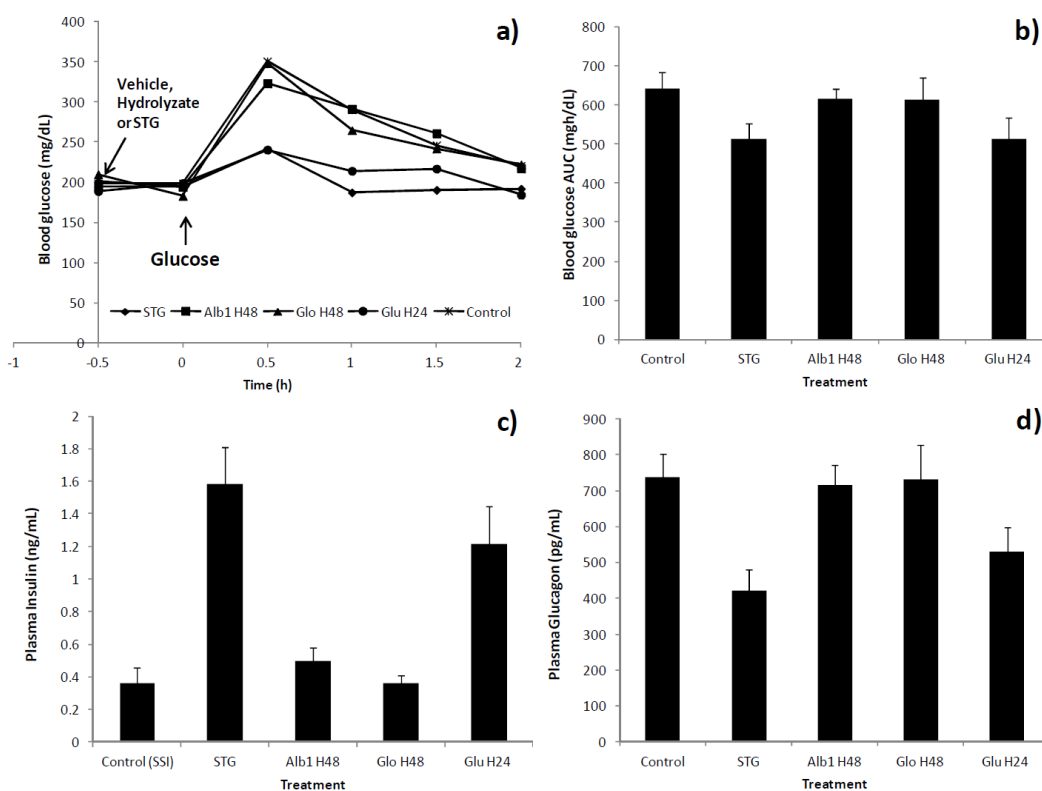 a)
Blood glucose (mg/dL)
400
350
300
250
200
150
100
50
0
Vehicle,
Hydrolyzate
or STG
Glucose
STG Alb1 H48 Glo H48 Glu H24 Control
-1 -0.5 0 0.5 1 1.5 2
Time (h)
b)
Blood glucose AUC (mgh/dL)
800
700
600
500
400
300
200
100
0
Control STG Alb1 H48 Glo H48 Glu H24
Treatment
c)
Plasma Insulin (ng/mL)
2
1.8
1.6
1.4
1.2
1
0.8
0.6
0.4
0.2
0
Control (SSI) STG Alb1 H48 Glo H48 Glu H24
Treatment
d)
Plasma Glucagon (pg/mL)
900
800
700
600
500
400
300
200
100
0
Control STG Alb1 H48 Glo H48 Glu H24
Treatment